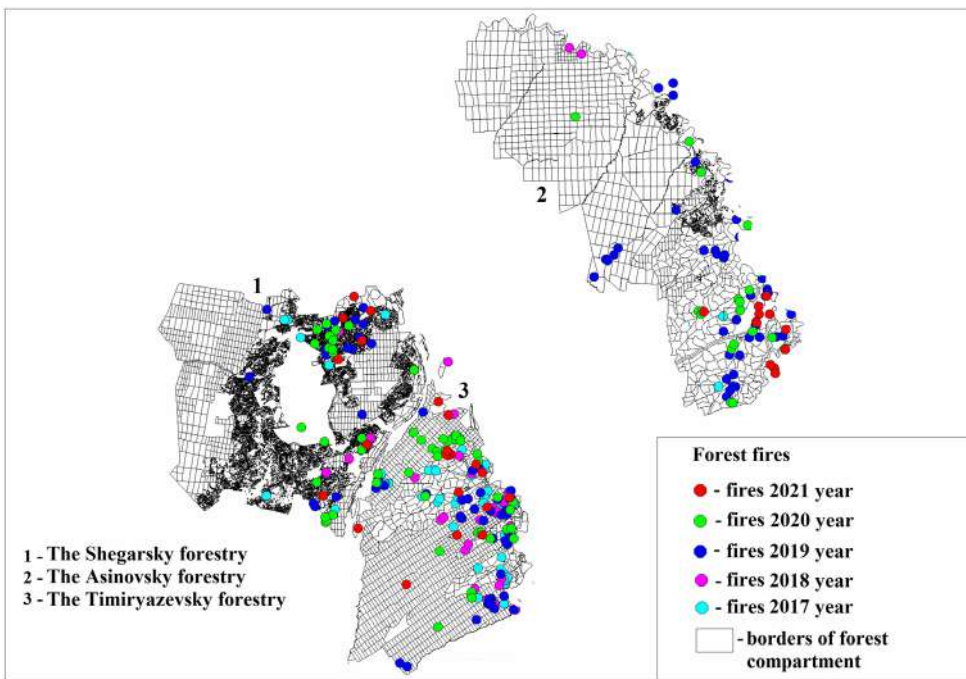 2
1
3
Forest fires
- fires 2021 year
- fires 2020 year
- fires 2019 year
- fires 2018 year
- fires 2017 year
- borders of forest
compartment
1 - The Shegarsky forestry
2 - The Asinovsky forestry
3 - The Timiryazevsky forestry